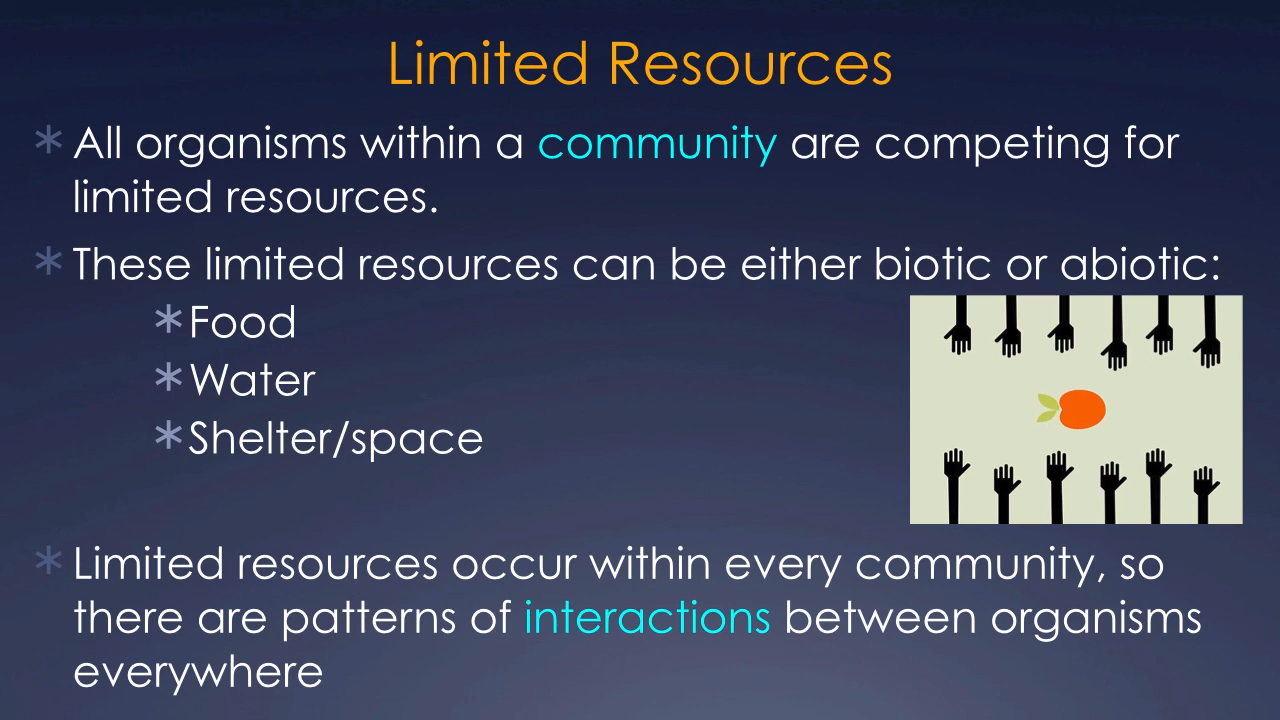 Limited Resources
* All organisms within a community are competing for
limited resources.
* These limited resources can be either biotic or abiotic:
* Food
* Water
* Shelter/space
* Limited resources occur within every community, so
there are patterns of interactions between organisms
everywhere